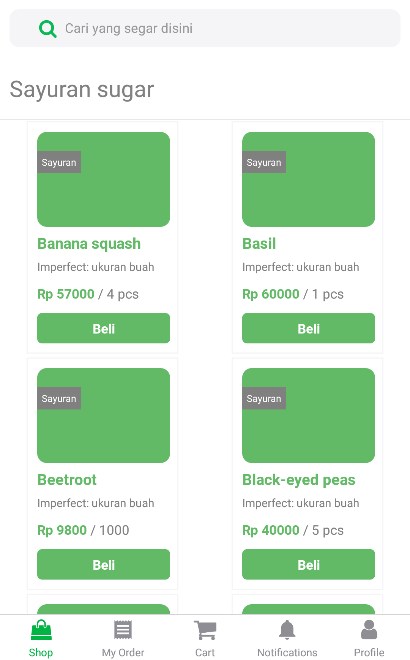 Cari yang segar disini
Sayuran sugar
Sayuran
Banana squash
Imperfect: ukuran buah
Rp 57000 / 4 pcs
Beli
Sayuran
Basil
Imperfect: ukuran buah
Rp 60000 / 1 pcs
Beli
Sayuran
Beetroot
Imperfect: ukuran buah
Rp 9800 / 1000
Beli
Sayuran
Black-eyed peas
Imperfect: ukuran buah
Rp 40000 / 5 pcs
Beli
Shop
My Order
Cart
Notifications
Profile